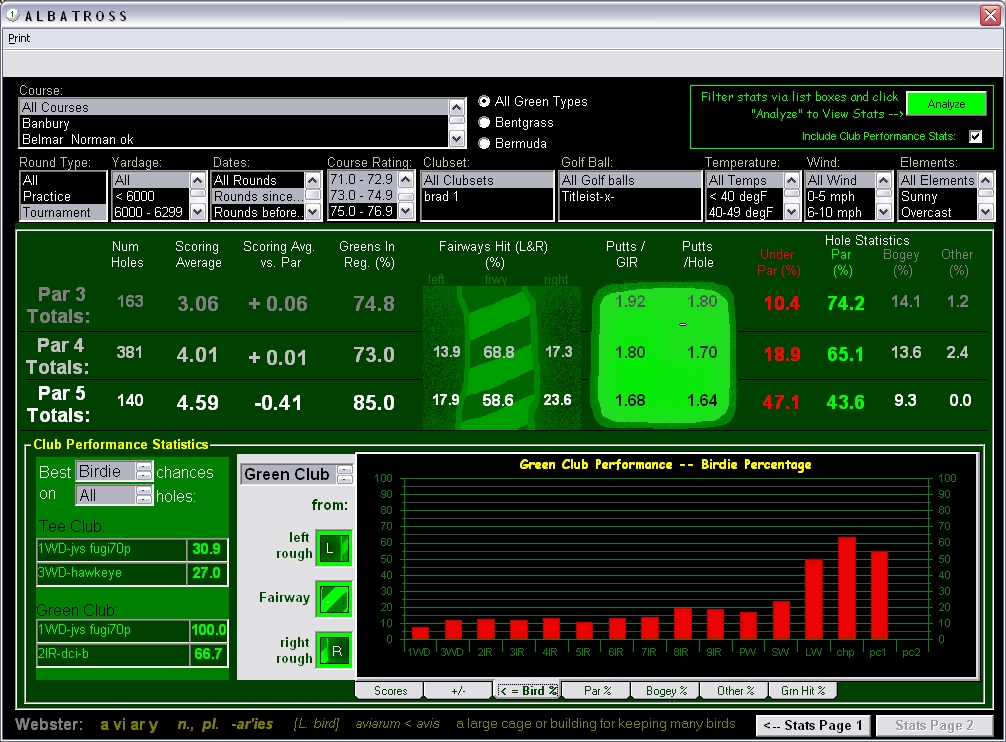 ALBATROSS
Print
Course:
All Courses
Banbury
Belmar Norman ok
All Green Types
Bentgrass
Bermuda
Filter stats via list boxes and click
"Analyze" to View Stats -->
Analyze
Include Club Performance Stats:
Round Type: Yardage: Dates: Course Rating: Clubset: Golf Ball: Temperature: Wind: Elements:
All All All Rounds 71.0 - 72.9 All Clubsets All Golf balls All Temps All Wind All Elements
Practice < 6000 Rounds since... 73.0 - 74.9 brad 1 Titleist-x- < 40 degF 0-5 mph Sunny
Tournament 6000 - 6299 Rounds before.. 75.0 - 76.9 40-49 degF 6-10 mph Overcast
Num Holes Scoring Average Scoring Avg. vs. Par Greens In Reg. (%) Fairways Hit (L&R) (%) Putts / GIR Putts /Hole Hole Statistics
Under Par (%) Par (%) Bogey (%) Other (%)
left frwy right
Par 3 Totals: 163 3.06 + 0.06 74.8 1.92 1.80 10.4 74.2 14.1 1.2
Par 4 Totals: 381 4.01 + 0.01 73.0 13.9 68.8 17.3 1.80 1.70 18.9 65.1 13.6 2.4
Par 5 Totals: 140 4.59 -0.41 85.0 17.9 58.6 23.6 1.68 1.64 47.1 43.6 9.3 0.0
Club Performance Statistics
Best Birdie chances
on All holes:
Tee Club:
1WD-jvs fugi70p 30.9
3WD-hawkeye 27.0
Green Club:
1WD-jvs fugi70p 100.0
2IR-dci-b 66.7
Green Club
from:
left rough L
Fairway
right rough R
Green Club Performance -- Birdie Percentage
100 100
90 90
80 80
70 70
60 60
50 50
40 40
30 30
20 20
10 10
0 0
1WD 3WD 2IR 3IR 4IR 5IR 6IR 7IR 8IR 9IR PW SW LW chp pc1 pc2
Scores +/- < = Bird % Par % Bogey % Other % Grn Hit %
Webster: a vi ar y n., pl. -ar'ies [L. bird] aviarum < avis a large cage or building for keeping many birds
<-- Stats Page 1 Stats Page 2